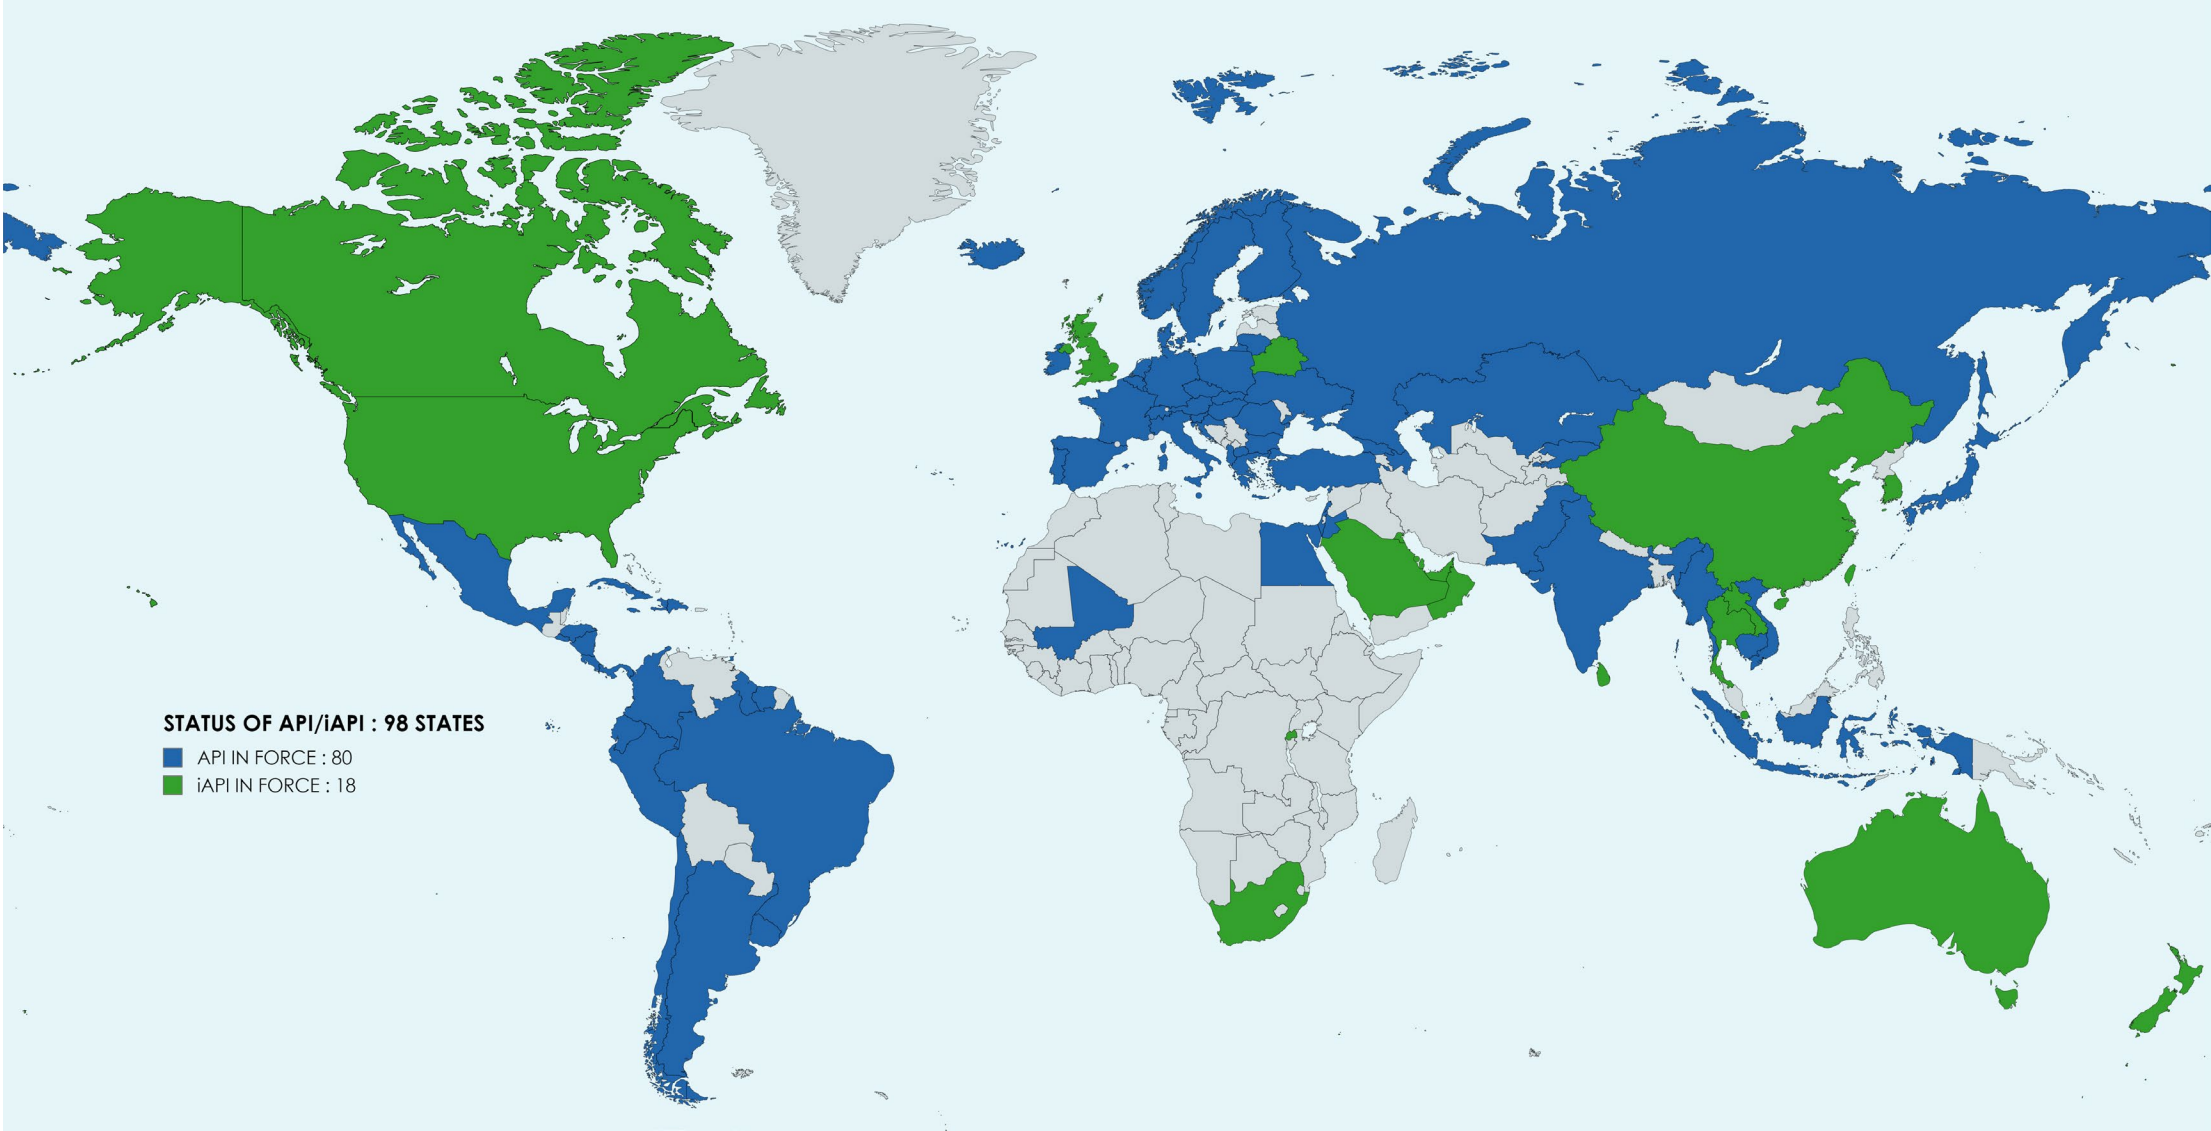 STATUS OF API/iAPI : 98 STATES
API IN FORCE : 80
iAPI IN FORCE : 18